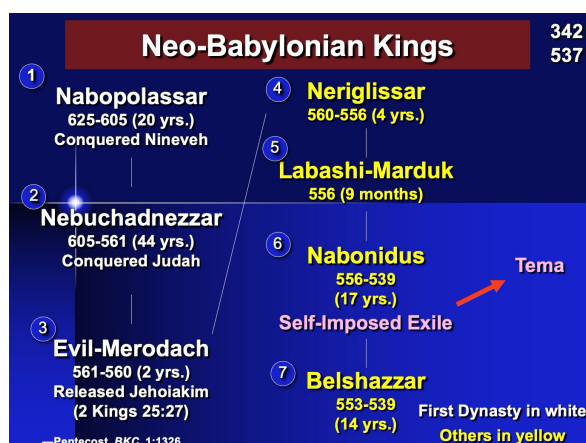 Neo-Babylonian Kings
342
537
1
Nabopolassar
625-605 (20 yrs.)
Conquered Nineveh
2
Nebuchadnezzar
605-561 (44 yrs.)
Conquered Judah
3
Evil-Merodach
561-560 (2 yrs.)
Released Jehoiakim
(2 Kings 25:27)
—Pentecost, BKC, 1:1326
4
Neriglissar
560-556 (4 yrs.)
5
Labashi-Marduk
556 (9 months)
6
Nabonidus
556-539
(17 yrs.)
Self-Imposed Exile
Tema
7
Belshazzar
553-539
(14 yrs.)
First Dynasty in white
Others in yellow